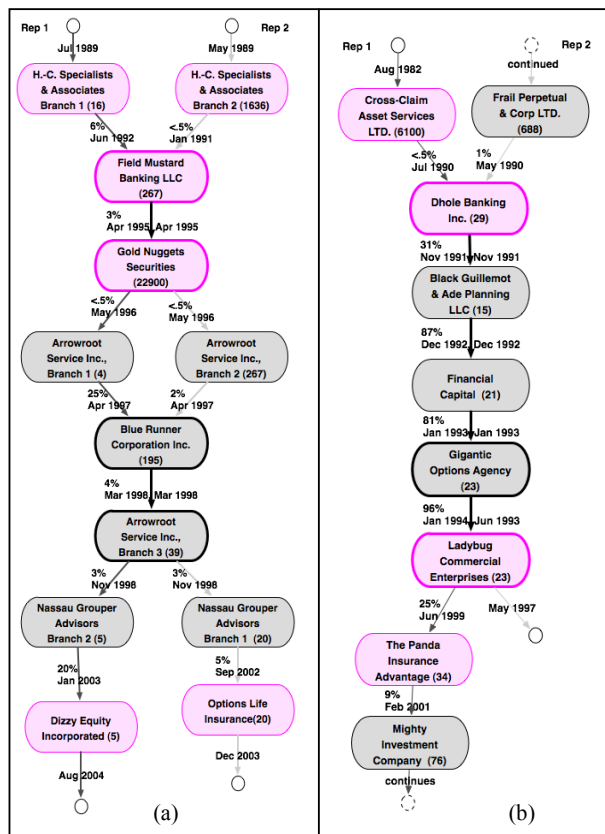 Rep 1
Rep 2
Jul 1989
May 1989
H.-C. Specialists
& Associates
Branch 1 (16)
H.-C. Specialists
& Associates
Branch 2 (1636)
6%
Jun 1992
<.5%
Jan 1991
Field Mustard
Banking LLC
(267)
3%
Apr 1995
Apr 1995
Gold Nuggets
Securities
(22900)
<.5%
May 1996
<.5%
May 1996
Arrowroot
Service Inc.,
Branch 1 (4)
Arrowroot
Service Inc.,
Branch 2 (267)
25%
Apr 1997
2%
Apr 1997
Blue Runner
Corporation Inc.
(195)
4%
Mar 1998
Mar 1998
Arrowroot
Service Inc.,
Branch 3 (39)
3%
Nov 1998
3%
Nov 1998
Nassau Grouper
Advisors
Branch 2 (5)
Nassau Grouper
Advisors
Branch 1 (20)
20%
Jan 2003
5%
Sep 2002
Dizzy Equity
Incorporated (5)
Options Life
Insurance(20)
Aug 2004
Dec 2003
(a)
Rep 1
Rep 2
Aug 1982
continued
Cross-Claim
Asset Services
LTD. (6100)
Frail Perpetual
& Corp LTD.
(688)
<.5%
Jul 1990
1%
May 1990
Dhole Banking
Inc. (29)
31%
Nov 1991
Nov 1991
Black Guillemot
& Ade Planning
LLC (15)
87%
Dec 1992
Dec 1992
Financial
Capital (21)
81%
Jan 1993
Jan 1993
Gigantic
Options Agency
(23)
96%
Jan 1994
Jun 1993
Ladybug
Commercial
Enterprises (23)
25%
Jun 1999
May 1997
The Panda
Insurance
Advantage (34)
9%
Feb 2001
Mighty
Investment
Company (76)
continues
(b)